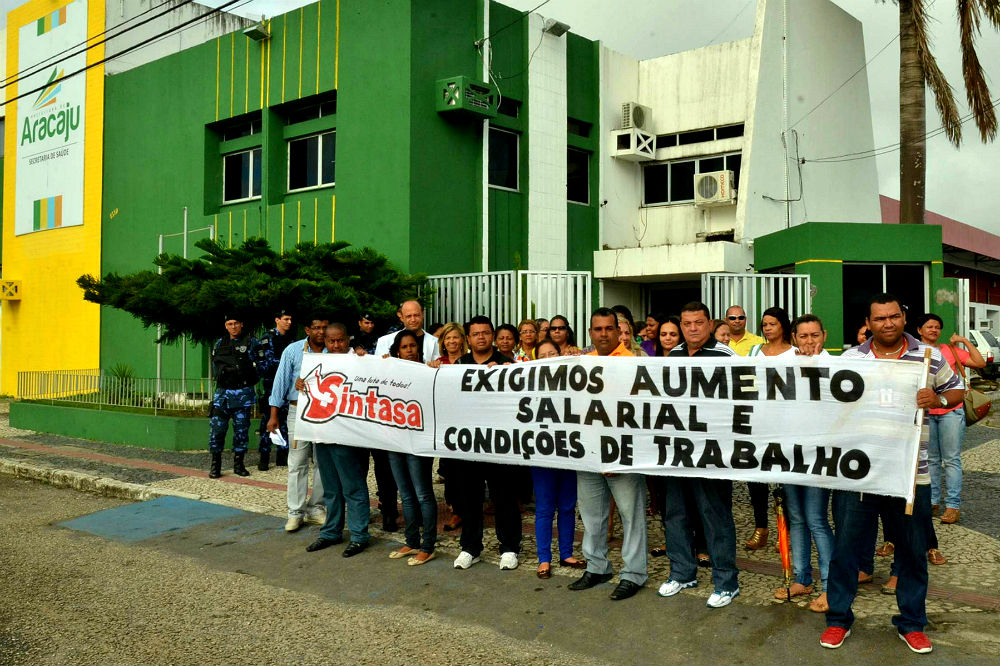 PREFEITURA DE
Aracaju
SECRETARIA DE SAÚDE
Uma luta de todos!
Sintasa
EXIGIMOS AUMENTO
SALARIAL E
CONDIÇÕES DE TRABALHO